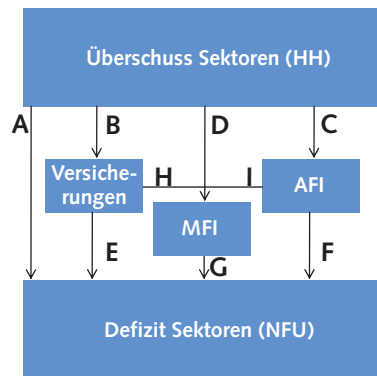 Überschuss Sektoren (HH)
A
B
D
C
Versiche-
rungen
H
I
AFI
MFI
E
F
G
Defizit Sektoren (NFU)